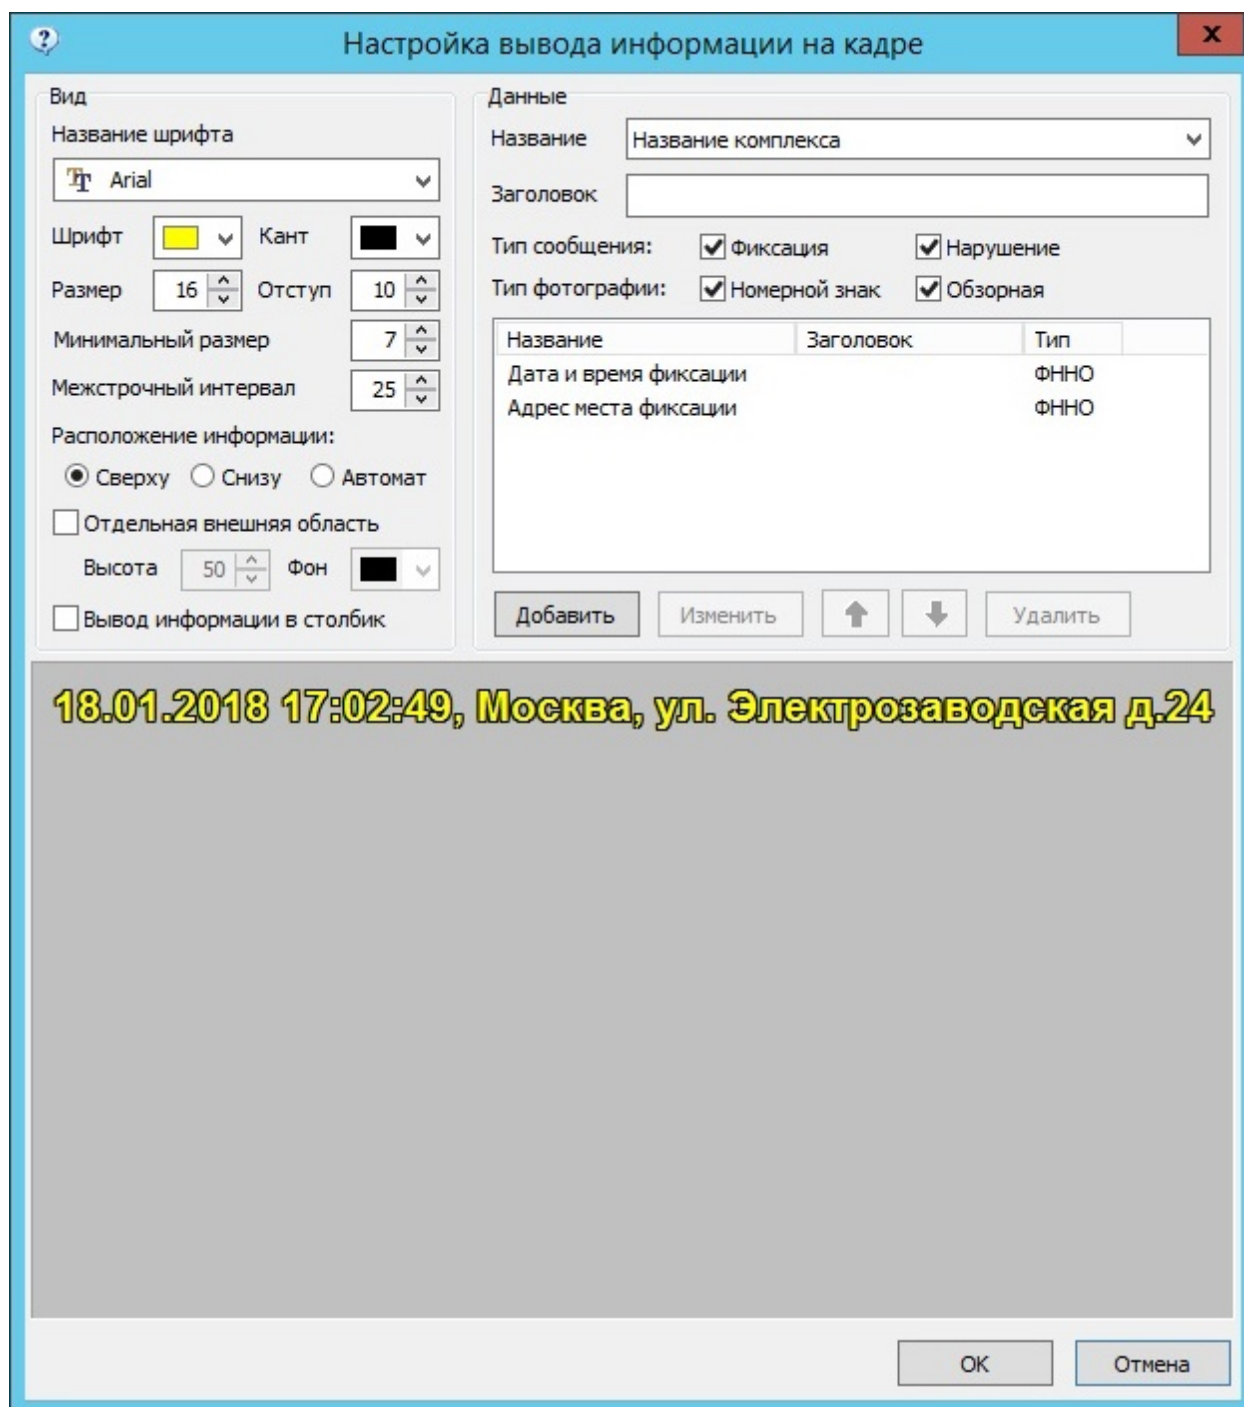 Настройка вывода информации на кадре
x
Вид
Название шрифта
Arial
Шрифт Кант
Размер 16 Отступ 10
Минимальный размер 7
Межстрочный интервал 25
Расположение информации:
Сверху Снизу Автомат
Отдельная внешняя область
Высота 50 Фон
Вывод информации в столбик
Данные
Название Название комплекса
Заголовок
Тип сообщения: Фиксация Нарушение
Тип фотографии: Номерной знак Обзорная
Название Заголовок Тип
Дата и время фиксации ФННО
Адрес места фиксации ФННО
Добавить Изменить Удалить
18.01.2018 17:02:49, Москва, ул. Электрозаводская д.24
OK Отмена